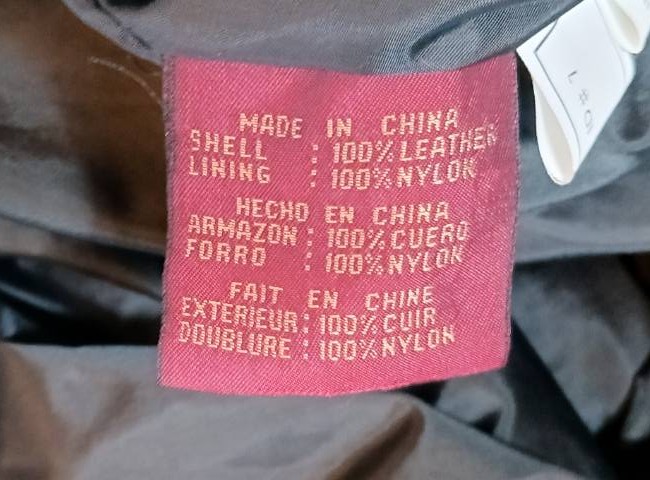 MADE IN CHINA
SHELL : 100% LEATHER
LINING : 100% NYLON
HECHO EN CHINA
ARMAZON : 100% CUERO
FORRO : 100% NYLON
FAIT EN CHINE
EXTERIEUR : 100% CUIR
DOUBLURE : 100% NYLON